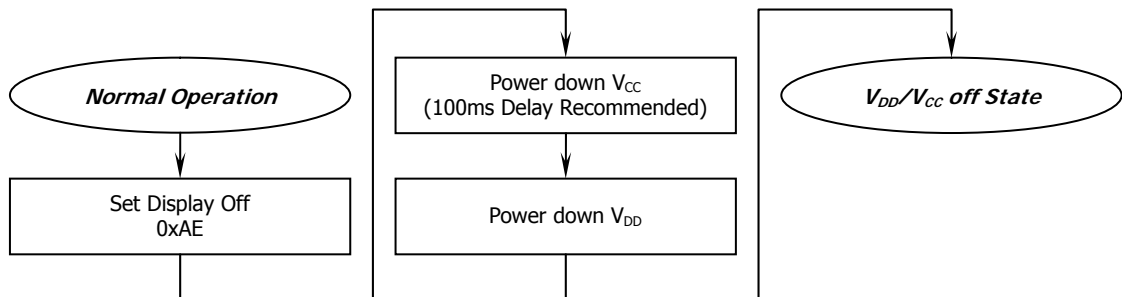 Normal Operation
Set Display Off
0xAE
Power down VCC
(100ms Delay Recommended)
Power down VDD
VDD/VCC off State